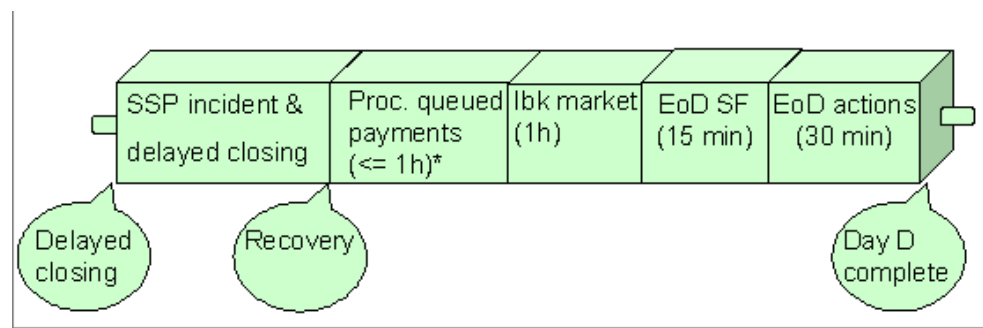 SSP incident &
delayed closing
Proc. queued
payments
(<= 1h)*
Ibk market
(1h)
EoD SF
(15 min)
EoD actions
(30 min)
Delayed
closing
Recovery
Day D
complete